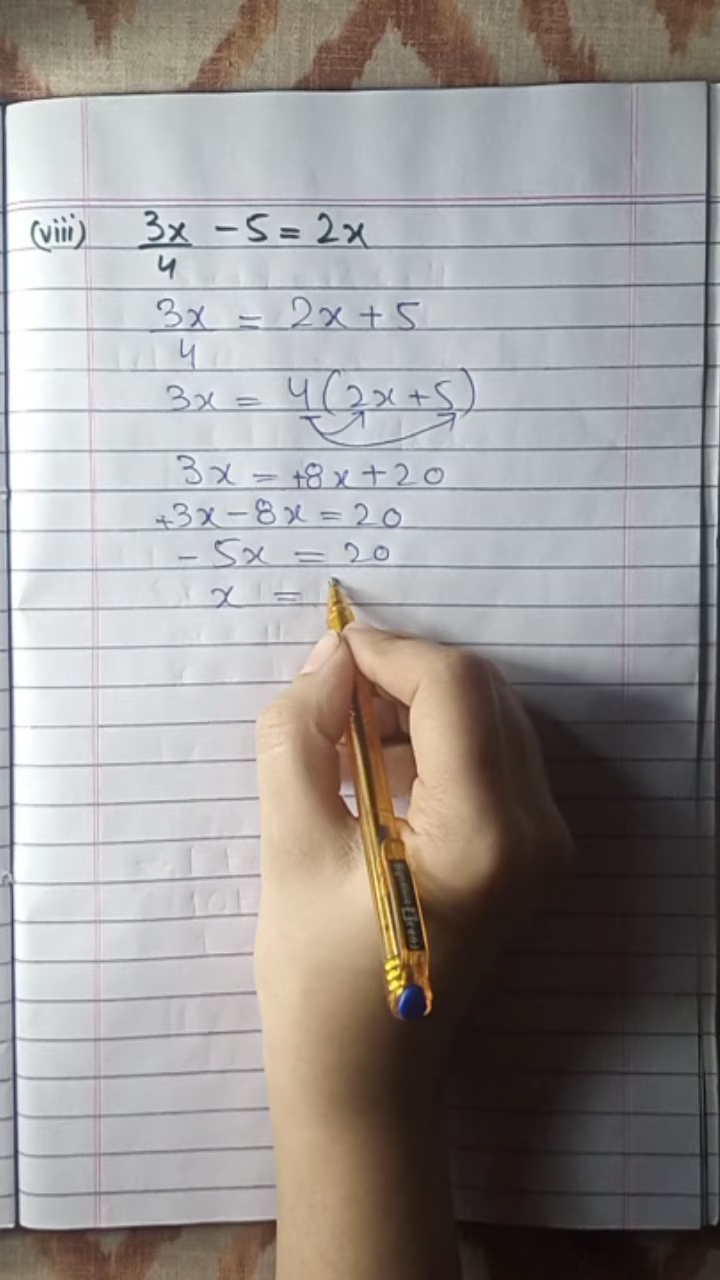 (viii) 3x/4 - 5 = 2x
3x/4 = 2x + 5
3x = 4(2x + 5)
3x = +8x + 20
+3x - 8x = 20
- 5x = 20
x =